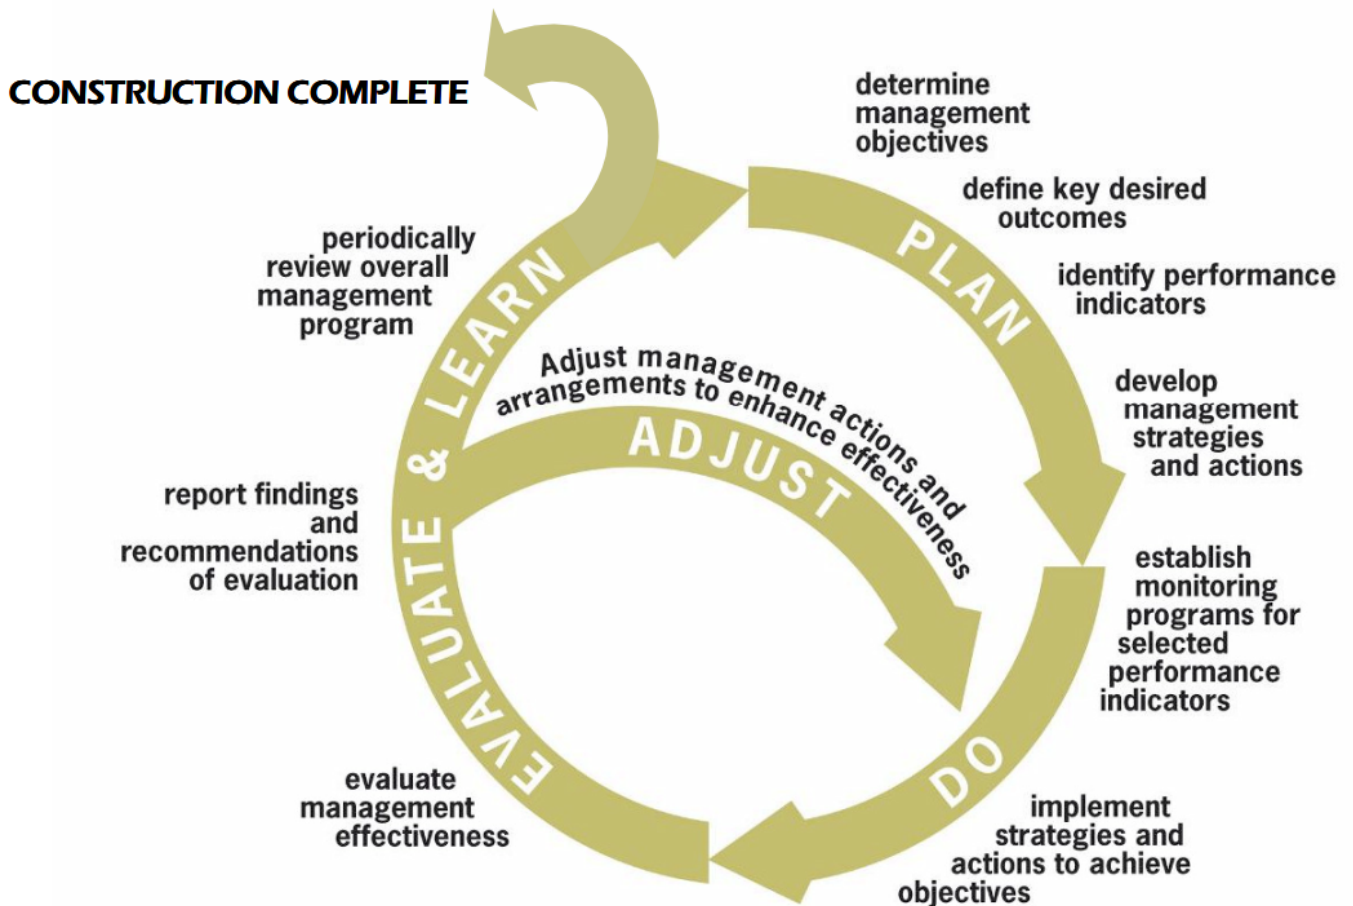 CONSTRUCTION COMPLETE
determine
management
objectives
define key desired
outcomes
identify performance
indicators
develop
management
strategies
and actions
PLAN
establish
monitoring
programs for
selected
performance
indicators
DO
implement
strategies and
actions to achieve
objectives
evaluate
management
effectiveness
EVALUATE & LEARN
report findings
and
recommendations
of evaluation
periodically
review overall
management
program
Adjust management actions and
arrangements to enhance effectiveness
ADJUST